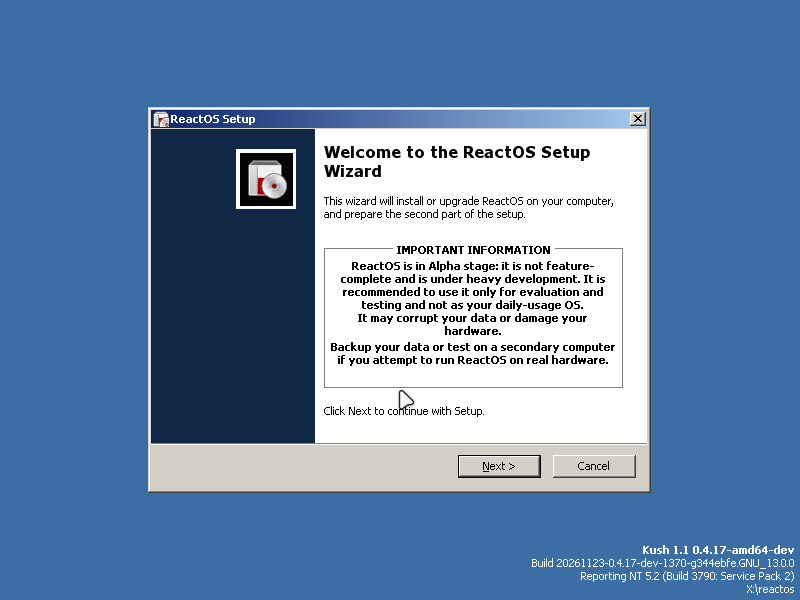 ReactOS Setup
Welcome to the ReactOS Setup
Wizard
This wizard will install or upgrade ReactOS on your computer,
and prepare the second part of the setup.
IMPORTANT INFORMATION
ReactOS is in Alpha stage: it is not feature-
complete and is under heavy development. It is
recommended to use it only for evaluation and
testing and not as your daily-usage OS.
It may corrupt your data or damage your
hardware.
Backup your data or test on a secondary computer
if you attempt to run ReactOS on real hardware.
Click Next to continue with Setup.
Next >
Cancel
Kush 1.1 0.4.17-amd64-dev
Build 20261123-0.4.17-dev-1370-g344ebfe.GNU_13.0.0
Reporting NT 5.2 (Build 3790: Service Pack 2)
X:\reactos